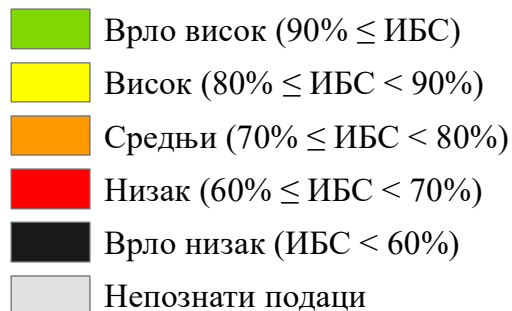 Врло висок (90% ≤ ИБС)
Висок (80% ≤ ИБС < 90%)
Средњи (70% ≤ ИБС < 80%)
Низак (60% ≤ ИБС < 70%)
Врло низак (ИБС < 60%)
Непознати подаци